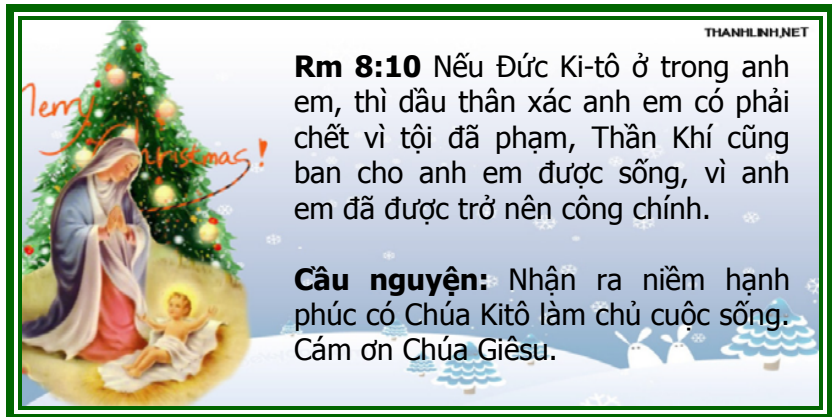 THANHLINH.NET
Rm 8:10 Nếu Đức Ki-tô ở trong anh
em, thì dầu thân xác anh em có phải
chết vì tội đã phạm, Thần Khí cũng
ban cho anh em được sống, vì anh
em đã được trở nên công chính.
Merry
Christmas!
Cầu nguyện: Nhận ra niềm hạnh
phúc có Chúa Kitô làm chủ cuộc sống.
Cám ơn Chúa Giêsu.